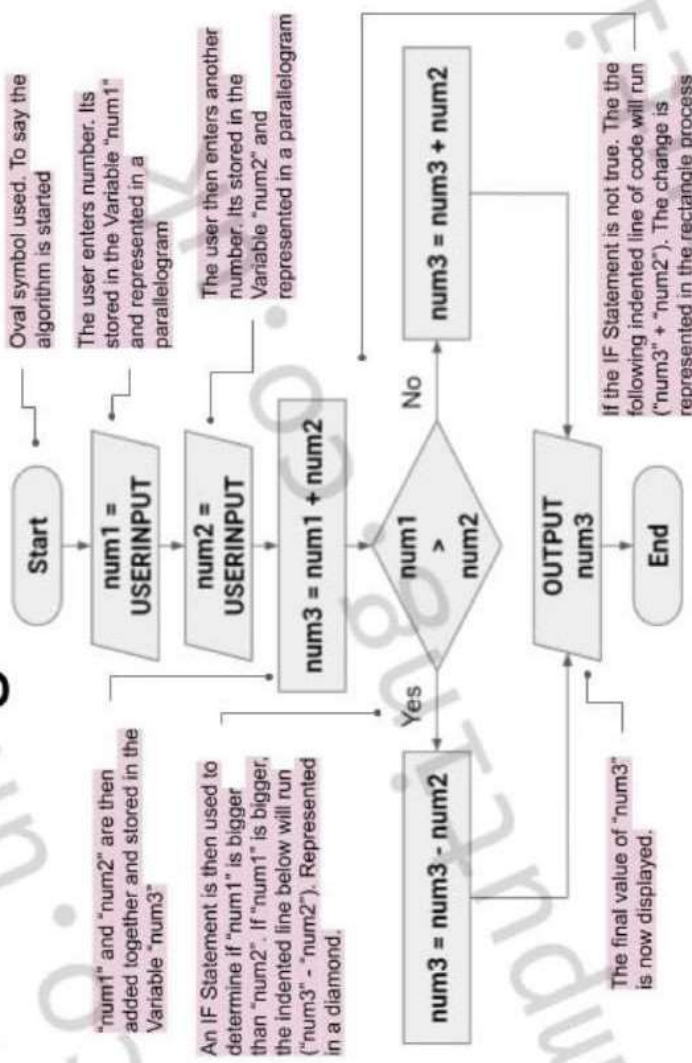 Oval symbol used. To say the
algorithm is started
Start
The user enters number. Its
stored in the Variable "num1"
and represented in a
parallelogram
num1 =
USERINPUT
The user then enters another
number. Its stored in the
Variable "num2" and
represented in a parallelogram
num2 =
USERINPUT
"num1" and "num2" are then
added together and stored in the
Variable "num3"
num3 = num1 + num2
An IF Statement is then used to
determine if "num1" is bigger
than "num2". If "num1" is bigger,
the indented line below will run
("num3" - "num2"). Represented
in a diamond.
num1
>
num2
Yes
No
num3 = num3 - num2
num3 = num3 + num2
If the IF Statement is not true. The the
following indented line of code will run
("num3" + "num2"). The change is
represented in the rectangle process
OUTPUT
num3
The final value of "num3"
is now displayed.
End